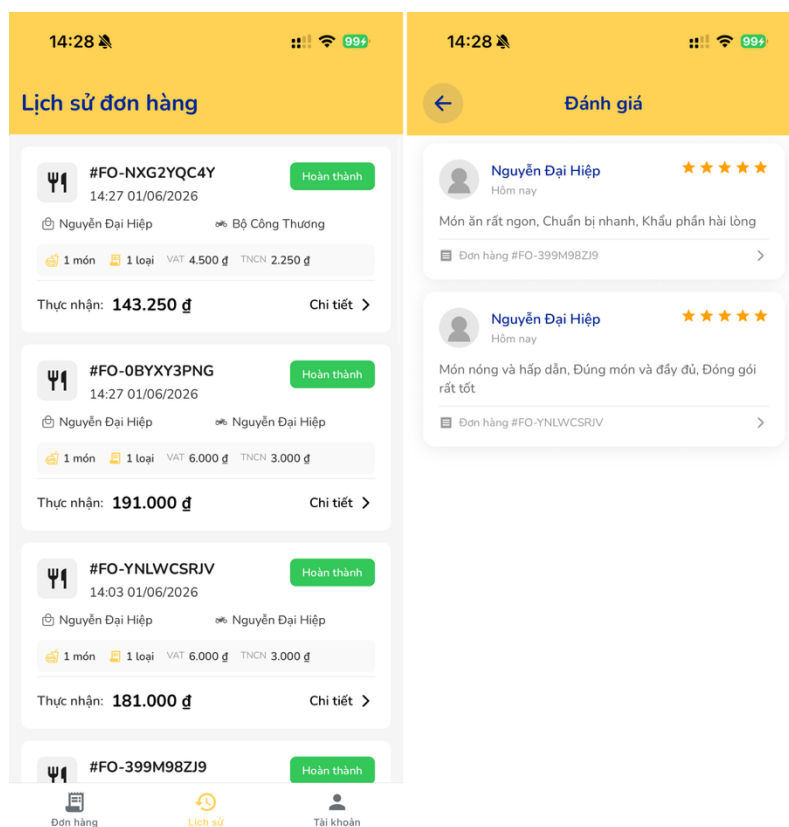 14:28
99+
Lịch sử đơn hàng
#FO-NXG2YQC4Y
Hoàn thành
14:27 01/06/2026
Nguyễn Đại Hiệp
Bộ Công Thương
1 món 1 loại VAT 4.500 ₫ TNCN 2.250 ₫
Thực nhận: 143.250 ₫
Chi tiết
#FO-0BYXY3PNG
Hoàn thành
14:27 01/06/2026
Nguyễn Đại Hiệp
Nguyễn Đại Hiệp
1 món 1 loại VAT 6.000 ₫ TNCN 3.000 ₫
Thực nhận: 191.000 ₫
Chi tiết
#FO-YNLWCSRJV
Hoàn thành
14:03 01/06/2026
Nguyễn Đại Hiệp
Nguyễn Đại Hiệp
1 món 1 loại VAT 6.000 ₫ TNCN 3.000 ₫
Thực nhận: 181.000 ₫
Chi tiết
#FO-399M98ZJ9
Hoàn thành
Đơn hàng
Lịch sử
Tài khoản
14:28
99+
Đánh giá
Nguyễn Đại Hiệp
Hôm nay
Món ăn rất ngon, Chuẩn bị nhanh, Khẩu phần hài lòng
Đơn hàng #FO-399M98ZJ9
Nguyễn Đại Hiệp
Hôm nay
Món nóng và hấp dẫn, Đúng món và đầy đủ, Đóng gói
rất tốt
Đơn hàng #FO-YNLWCSRJV